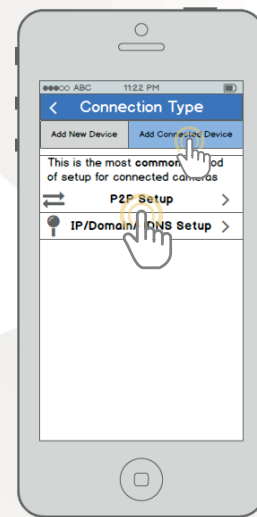 ABC 11:22 PM
Connection Type
Add New Device Add Connected Device
This is the most common
of setup for connected cameras
P2P Setup
IP/Domain/ DNS Setup